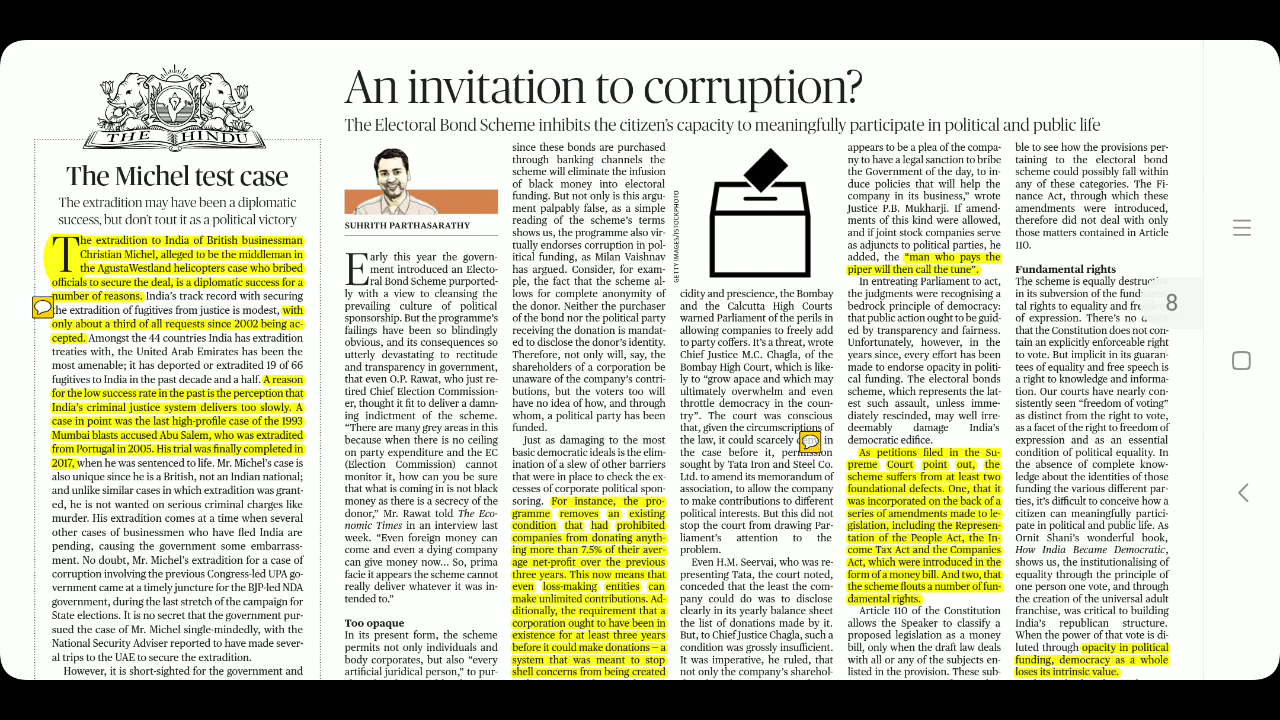 THE HINDU
The Michel test case
The extradition may have been a diplomatic
success, but don't tout it as a political victory
The extradition to India of British businessman
Christian Michel, alleged to be the middleman in
the AgustaWestland helicopters case who bribed
officials to secure the deal, is a diplomatic success for a
number of reasons. India's track record with securing
the extradition of fugitives from justice is modest, with
only about a third of all requests since 2002 being ac-
cepted. Amongst the 44 countries India has extradition
treaties with, the United Arab Emirates has been the
most amenable; it has deported or extradited 19 of 66
fugitives to India in the past decade and a half. A reason
for the low success rate in the past is the perception that
India's criminal justice system delivers too slowly. A
case in point was the last high-profile case of the 1993
Mumbai blasts accused Abu Salem, who was extradited
from Portugal in 2005. His trial was finally completed in
2017, when he was sentenced to life. Mr. Michel's case is
also unique since he is a British, not an Indian national;
and unlike similar cases in which extradition was grant-
ed, he is not wanted on serious criminal charges like
murder. His extradition comes at a time when several
other cases of businessmen who have fled India are
pending, causing the government some embarrass-
ment. No doubt, Mr. Michel's extradition for a case of
corruption involving the previous Congress-led UPA go-
vernment came at a timely juncture for the BJP-led NDA
government, during the last stretch of the campaign for
State elections. It is no secret that the government pur-
sued the case of Mr. Michel single-mindedly, with the
National Security Adviser reported to have made sever-
al trips to the UAE to secure the extradition.
However, it is short-sighted for the government and
An invitation to corruption?
The Electoral Bond Scheme inhibits the citizen's capacity to meaningfully participate in political and public life
SUHRITH PARTHASARATHY
Early this year the govern-
ment introduced an Electo-
ral Bond Scheme purported-
ly with a view to cleansing the
prevailing culture of political
sponsorship. But the programme's
failings have been so blindingly
obvious, and its consequences so
utterly devastating to rectitude
and transparency in government,
that even O.P. Rawat, who just re-
tired Chief Election Commission-
er, thought it fit to deliver a damn-
ing indictment of the scheme.
“There are many grey areas in this
because when there is no ceiling
on party expenditure and the EC
(Election Commission) cannot
monitor it, how can you be sure
that what is coming in is not black
money as there is a secrecy of the
donor,” Mr. Rawat told The Eco-
nomic Times in an interview last
week. “Even foreign money can
come and even a dying company
can give money now... So, prima
facie it appears the scheme cannot
really deliver whatever it was in-
tended to.”
Too opaque
In its present form, the scheme
permits not only individuals and
body corporates, but also “every
artificial juridical person,” to pur-
since these bonds are purchased
through banking channels the
scheme will eliminate the infusion
of black money into electoral
funding. But not only is this argu-
ment palpably false, as a simple
reading of the scheme's terms
shows us, the programme also vir-
tually endorses corruption in pol-
itical funding, as Milan Vaishnav
has argued. Consider, for exam-
ple, the fact that the scheme al-
lows for complete anonymity of
the donor. Neither the purchaser
of the bond nor the political party
receiving the donation is mandat-
ed to disclose the donor's identity.
Therefore, not only will, say, the
shareholders of a corporation be
unaware of the company's contri-
butions, but the voters too will
have no idea of how, and through
whom, a political party has been
funded.
Just as damaging to the most
basic democratic ideals is the elim-
ination of a slew of other barriers
that were in place to check the ex-
cesses of corporate political spon-
soring. For instance, the pro-
gramme removes an existing
condition that had prohibited
companies from donating anyth-
ing more than 7.5% of their aver-
age net-profit over the previous
three years. This now means that
even loss-making entities can
make unlimited contributions. Ad-
ditionally, the requirement that a
corporation ought to have been in
existence for at least three years
before it could make donations – a
system that was meant to stop
shell concerns from being created
GETTY IMAGES/ISTOCKPHOTO
cidity and prescience, the Bombay
and the Calcutta High Courts
warned Parliament of the perils in
allowing companies to freely add
to party coffers. It's a threat, wrote
Chief Justice M.C. Chagla, of the
Bombay High Court, which is like-
ly to “grow apace and which may
ultimately overwhelm and even
throttle democracy in the coun-
try”. The court was conscious
that, given the circumstances of
the law, it could scarcely in
the case before it, permission
sought by Tata Iron and Steel Co.
Ltd. to amend its memorandum of
association, to allow the company
to make contributions to different
political interests. But this did not
stop the court from drawing Par-
liament's attention to the
problem.
Even H.M. Seervai, who was re-
presenting Tata, the court noted,
conceded that the least the com-
pany could do was to disclose
clearly in its yearly balance sheet
the list of donations made by it.
But, to Chief Justice Chagla, such a
condition was grossly insufficient.
It was imperative, he ruled, that
not only the company's sharehol-
appears to be a plea of the compa-
ny to have a legal sanction to bribe
the Government of the day, to in-
duce policies that will help the
company in its business,” wrote
Justice P.B. Mukharji. If amend-
ments of this kind were allowed,
and if joint stock companies serve
as adjuncts to political parties, he
added, the “man who pays the
piper will then call the tune”.
In entreating Parliament to act,
the judgments were recognising a
bedrock principle of democracy:
that public action ought to be guid-
ed by transparency and fairness.
Unfortunately, however, in the
years since, every effort has been
made to endorse opacity in politi-
cal funding. The electoral bonds
scheme, which represents the lat-
est such assault, unless imme-
diately rescinded, may well irre-
deemably damage India's
democratic edifice.
As petitions filed in the Su-
preme Court point out, the
scheme suffers from at least two
foundational defects. One, that it
was incorporated on the back of a
series of amendments made to le-
gislation, including the Represen-
tation of the People Act, the In-
come Tax Act and the Companies
Act, which were introduced in the
form of a money bill. And two, that
the scheme flouts a number of fun-
damental rights.
Article 110 of the Constitution
allows the Speaker to classify a
proposed legislation as a money
bill, only when the draft law deals
with all or any of the subjects en-
listed in the provision. These sub-
ble to see how the provisions per-
taining to the electoral bond
scheme could possibly fall within
any of these categories. The Fi-
nance Act, through which these
amendments were introduced,
therefore did not deal with only
those matters contained in Article
110.
Fundamental rights
The scheme is equally destructive
in its subversion of the
tal rights to equality and
of expression. There's no
that the Constitution does not con-
tain an explicitly enforceable right
to vote. But implicit in its guaran-
tees of equality and free speech is
a right to knowledge and informa-
tion. Our courts have nearly con-
sistently seen “freedom of voting”
as distinct from the right to vote,
as a facet of the right to freedom of
expression and as an essential
condition of political equality. In
the absence of complete know-
ledge about the identities of those
funding the various different par-
ties, it's difficult to conceive how a
citizen can meaningfully partici-
pate in political and public life. As
Ornit Shani's wonderful book,
How India Became Democratic,
shows us, the institutionalising of
equality through the principle of
one person one vote, and through
the creation of the universal adult
franchise, was critical to building
India's republican structure.
When the power of that vote is di-
luted through opacity in political
funding, democracy as a whole
loses its intrinsic value.
8